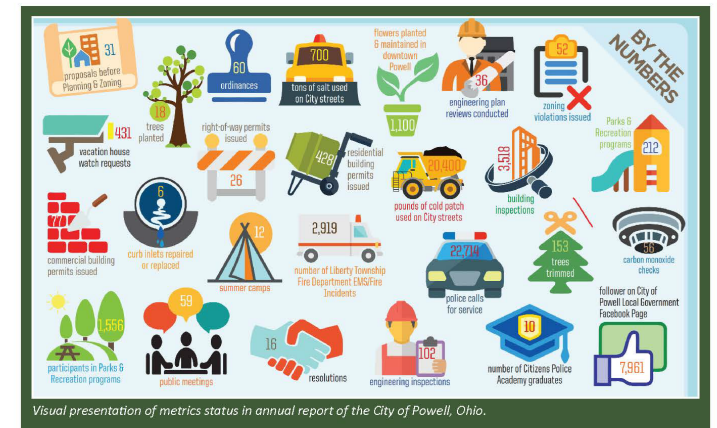 31
proposals before
Planning & Zoning
18
trees
planted
60
ordinances
700
tons of salt used
on City streets
flowers planted
& maintained in
downtown
Powell
1,100
36
engineering plan
reviews conducted
52
zoning
violations issued
BY THE
NUMBERS
431
vacation house
watch requests
right-of-way permits
issued
26
428
residential
building
permits
issued
20,400
pounds of cold patch
used on City streets
3,518
building
inspections
Parks &
Recreation
programs
212
commercial building
permits issued
6
curb inlets repaired
or replaced
12
summer camps
2,919
number of Liberty Township
Fire Department EMS/Fire
Incidents
22,714
police calls
for service
153
trees
trimmed
56
carbon monoxide
checks
1,556
participants in Parks &
Recreation programs
59
public meetings
16
resolutions
102
engineering inspections
10
number of Citizens Police
Academy graduates
follower on City of
Powell Local Government
Facebook Page
7,961
Visual presentation of metrics status in annual report of the City of Powell, Ohio.